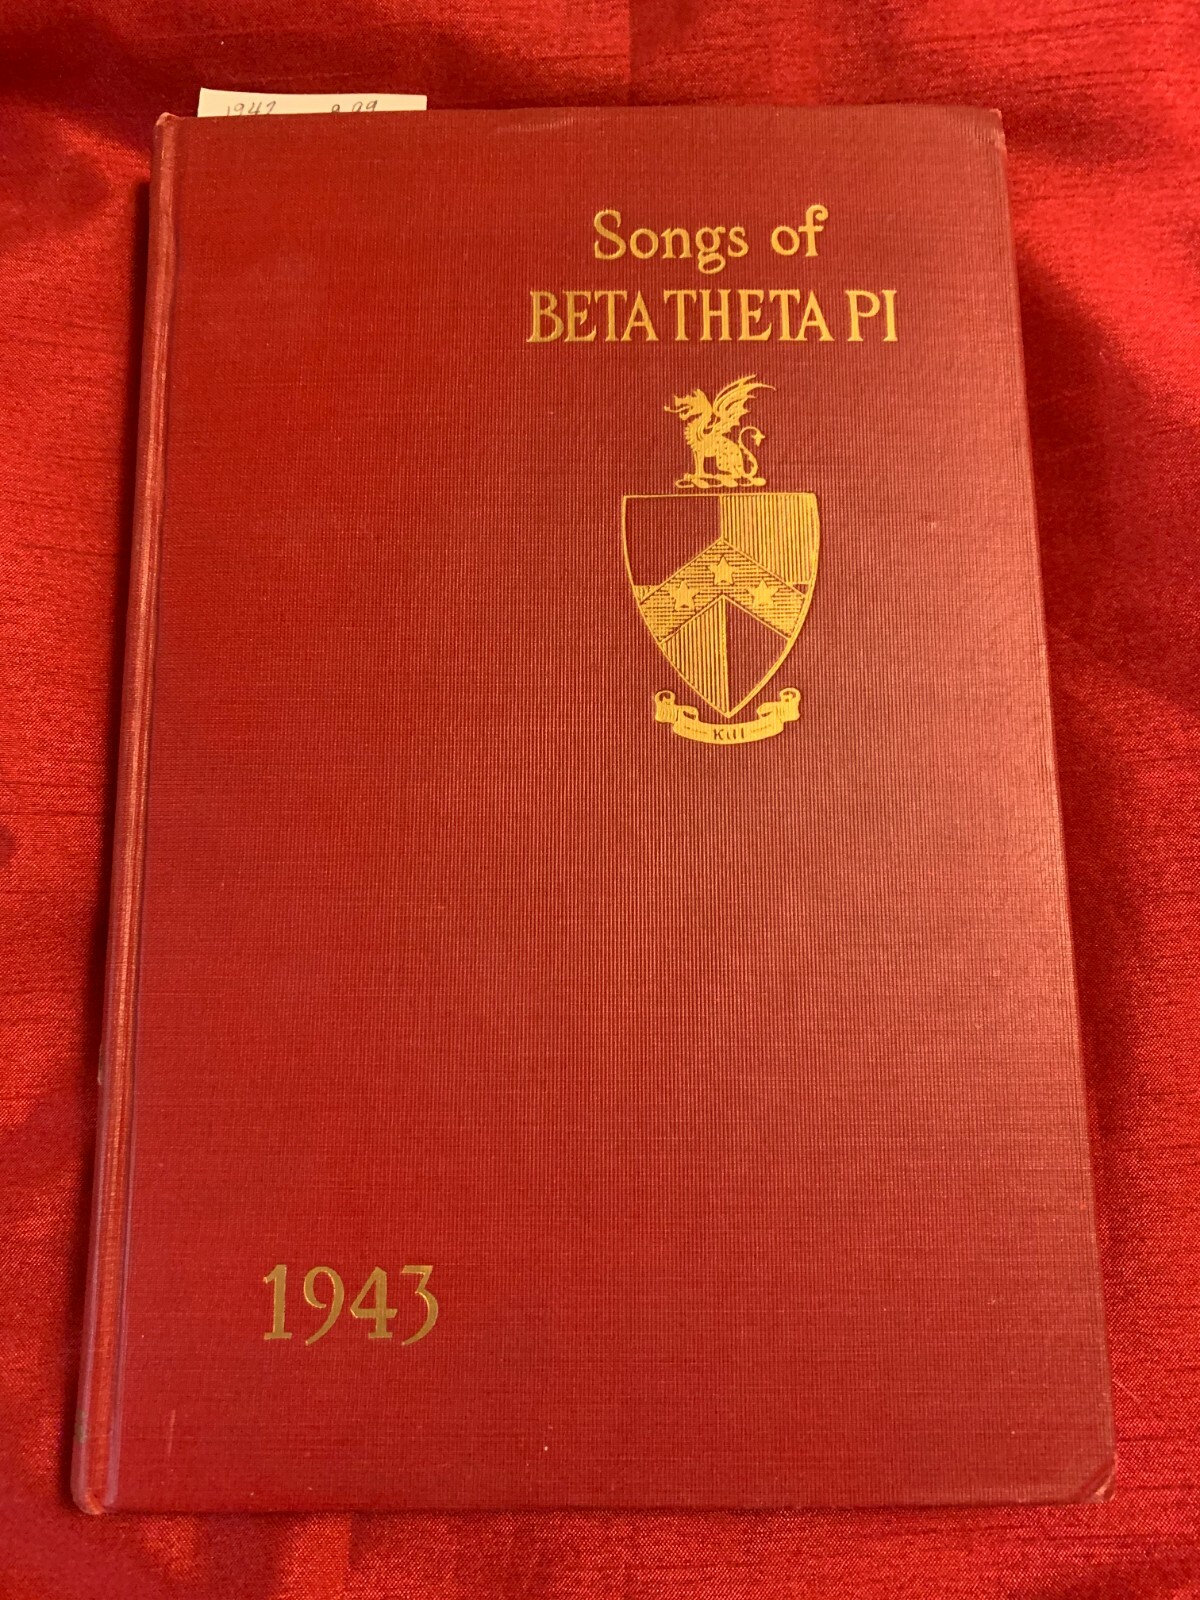 Songs of
BETA THETA PI
1943